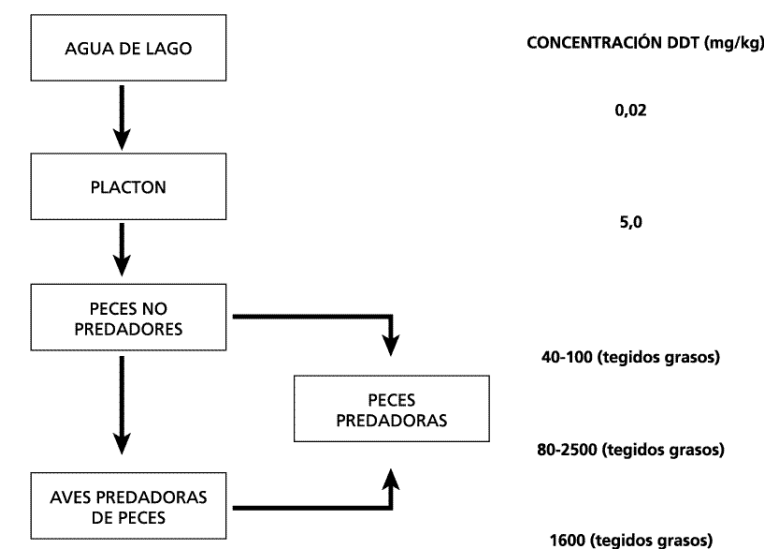 AGUA DE LAGO
CONCENTRACIÓN DDT (mg/kg)
0,02
PLACTON
5,0
PECES NO
PREDADORES
40-100 (tegidos grasos)
PECES
PREDADORAS
80-2500 (tegidos grasos)
AVES PREDADORAS
DE PECES
1600 (tegidos grasos)